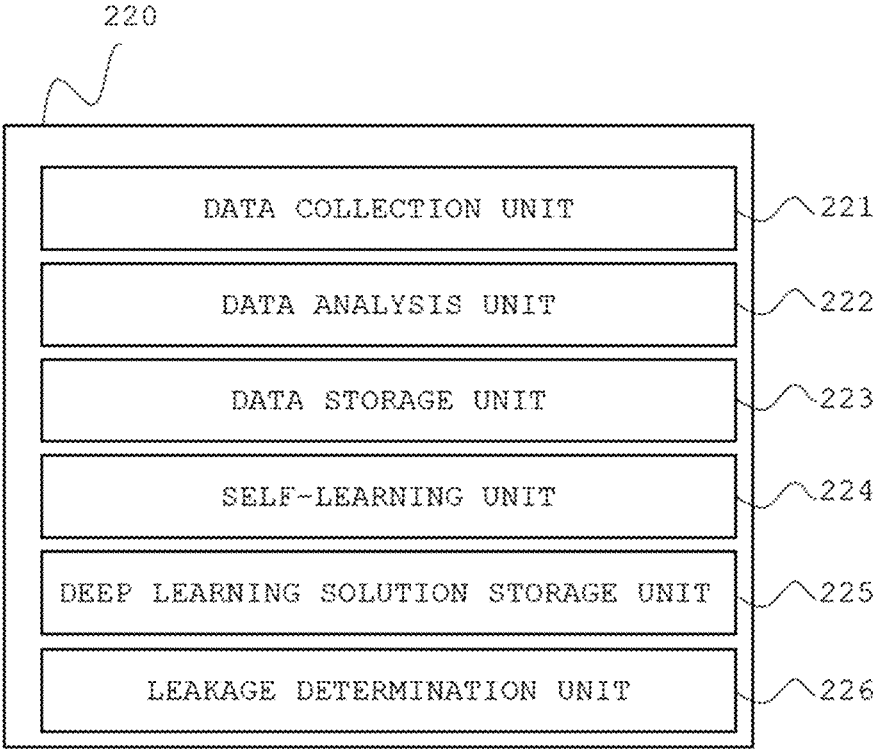 220
DATA COLLECTION UNIT 221
DATA ANALYSIS UNIT 222
DATA STORAGE UNIT 223
SELF-LEARNING UNIT 224
DEEP LEARNING SOLUTION STORAGE UNIT 225
LEAKAGE DETERMINATION UNIT 226